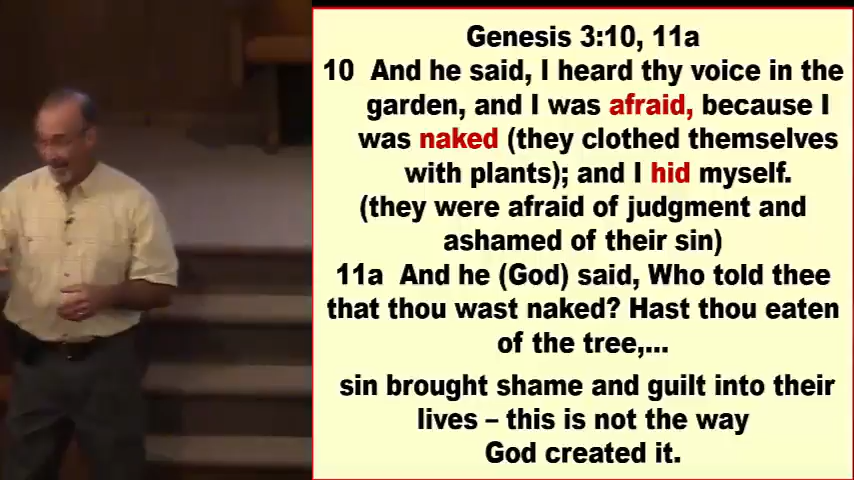 Genesis 3:10, 11a
10 And he said, I heard thy voice in the
garden, and I was afraid, because I
was naked (they clothed themselves
with plants); and I hid myself.
(they were afraid of judgment and
ashamed of their sin)
11a And he (God) said, Who told thee
that thou wast naked? Hast thou eaten
of the tree,...
sin brought shame and guilt into their
lives – this is not the way
God created it.